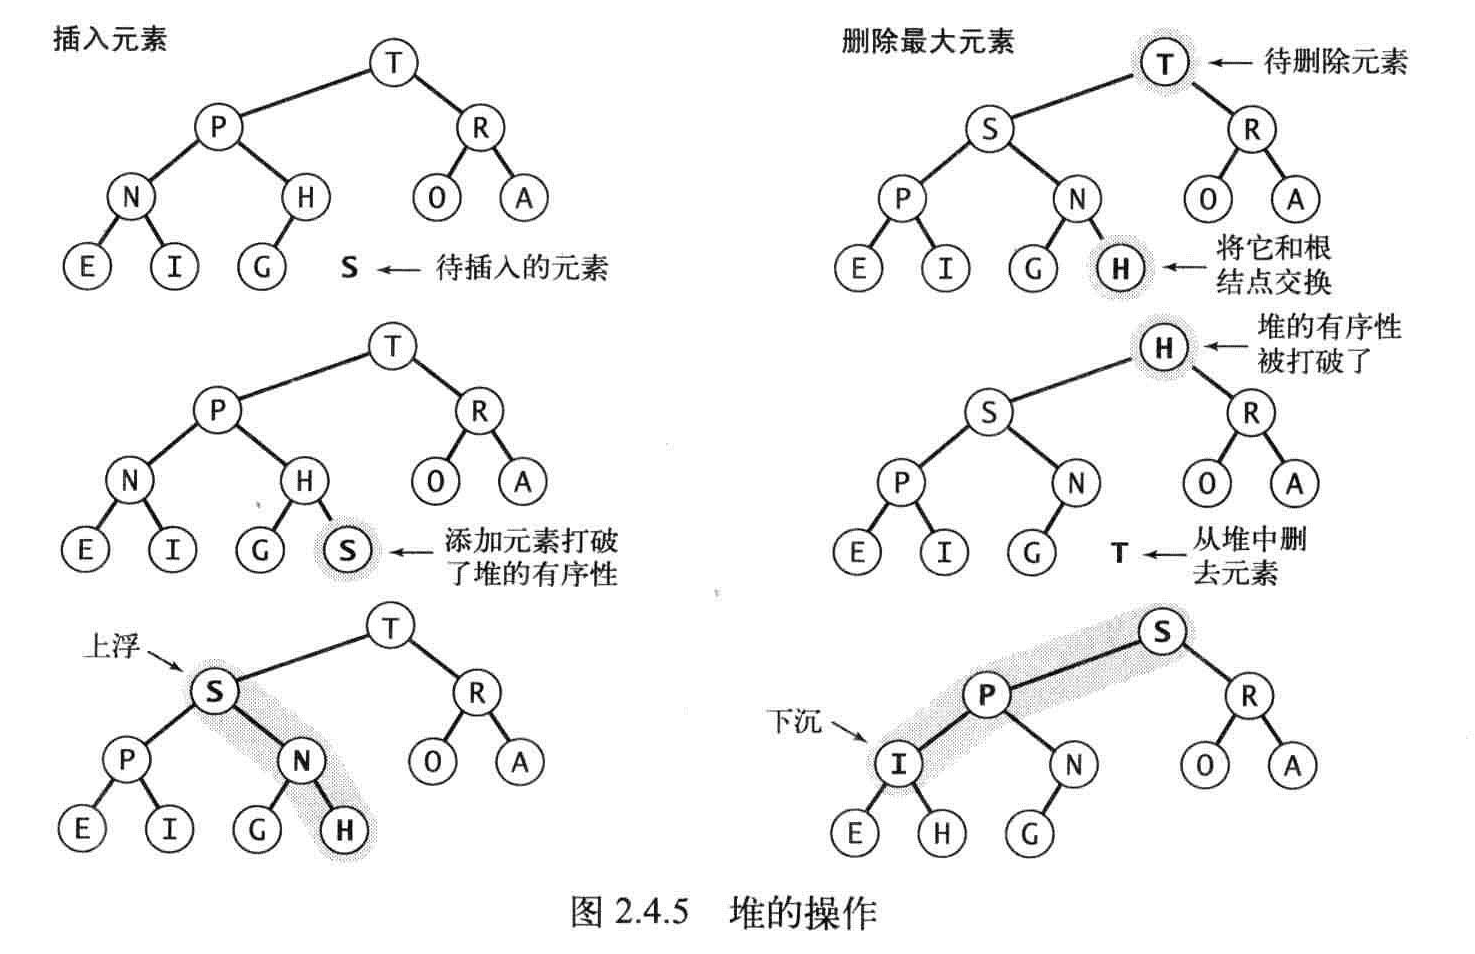 插入元素
T
P R
N H O A
E I G S ← 待插入的元素
T
P R
N H O A
E I G S ← 添加元素打破
了堆的有序性
上浮
T
S R
P N O A
E I G H
删除最大元素
T ← 待删除元素
S R
P N O A
E I G H ← 将它和根
结点交换
H ← 堆的有序性
被打破了
S R
P N O A
E I G T ← 从堆中删
去元素
S
P R
下沉
I N O A
E H G
图 2.4.5 堆的操作